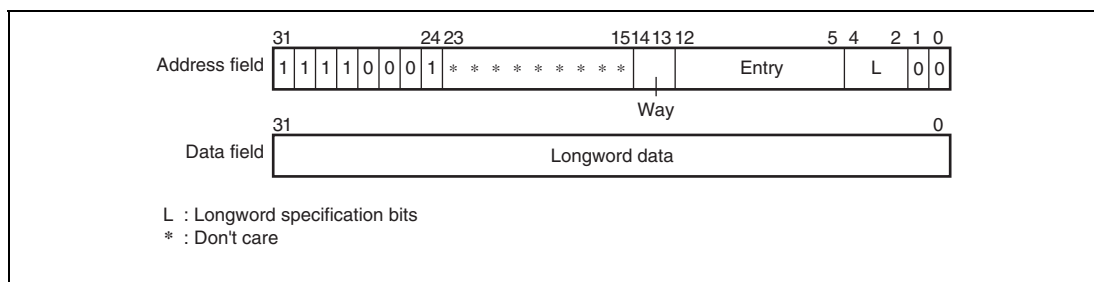 31 24 23 15 14 13 12 5 4 2 1 0
Address field 1 1 1 1 0 0 0 1 * * * * * * * * * Entry L 0 0
Way
31 0
Data field Longword data
L : Longword specification bits
* : Don't care